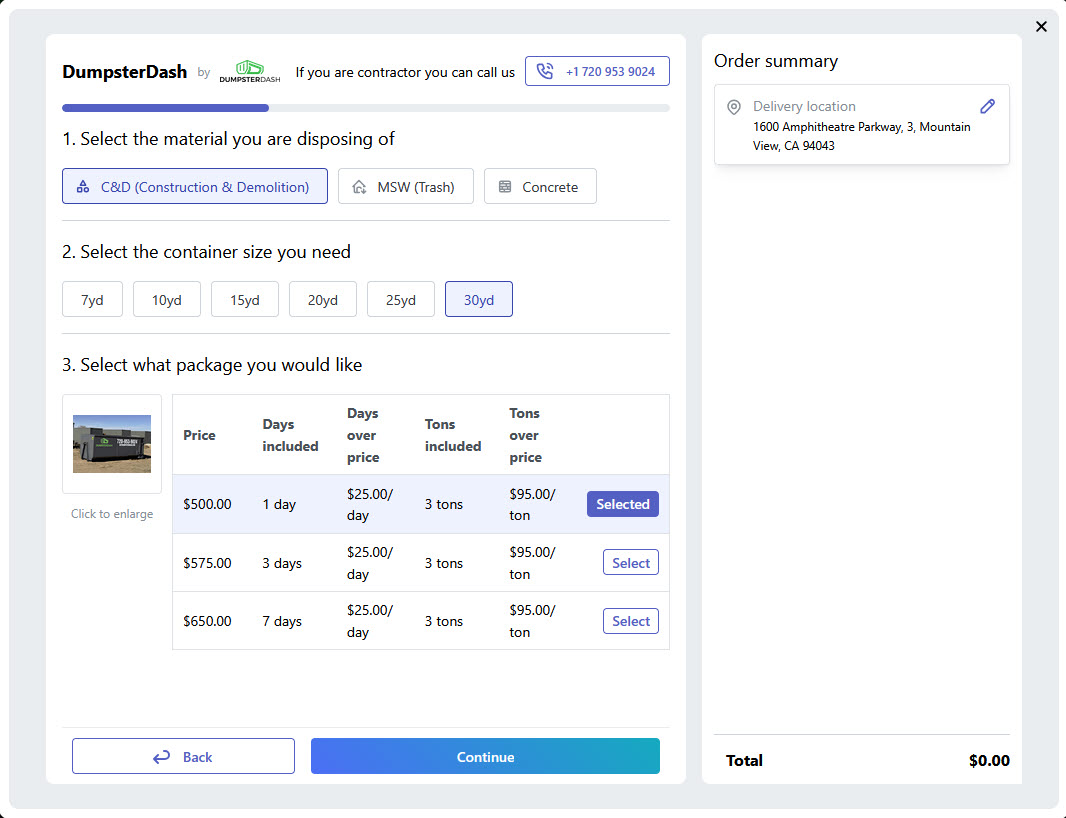 DumpsterDash by DUMPSTERDASH If you are contractor you can call us +1 720 953 9024
1. Select the material you are disposing of
C&D (Construction & Demolition) MSW (Trash) Concrete
2. Select the container size you need
7yd 10yd 15yd 20yd 25yd 30yd
3. Select what package you would like
Click to enlarge
Price Days included Days over price Tons included Tons over price
$500.00 1 day $25.00/ day 3 tons $95.00/ ton Selected
$575.00 3 days $25.00/ day 3 tons $95.00/ ton Select
$650.00 7 days $25.00/ day 3 tons $95.00/ ton Select
Back Continue
Order summary
Delivery location
1600 Amphitheatre Parkway, 3, Mountain
View, CA 94043
Total $0.00